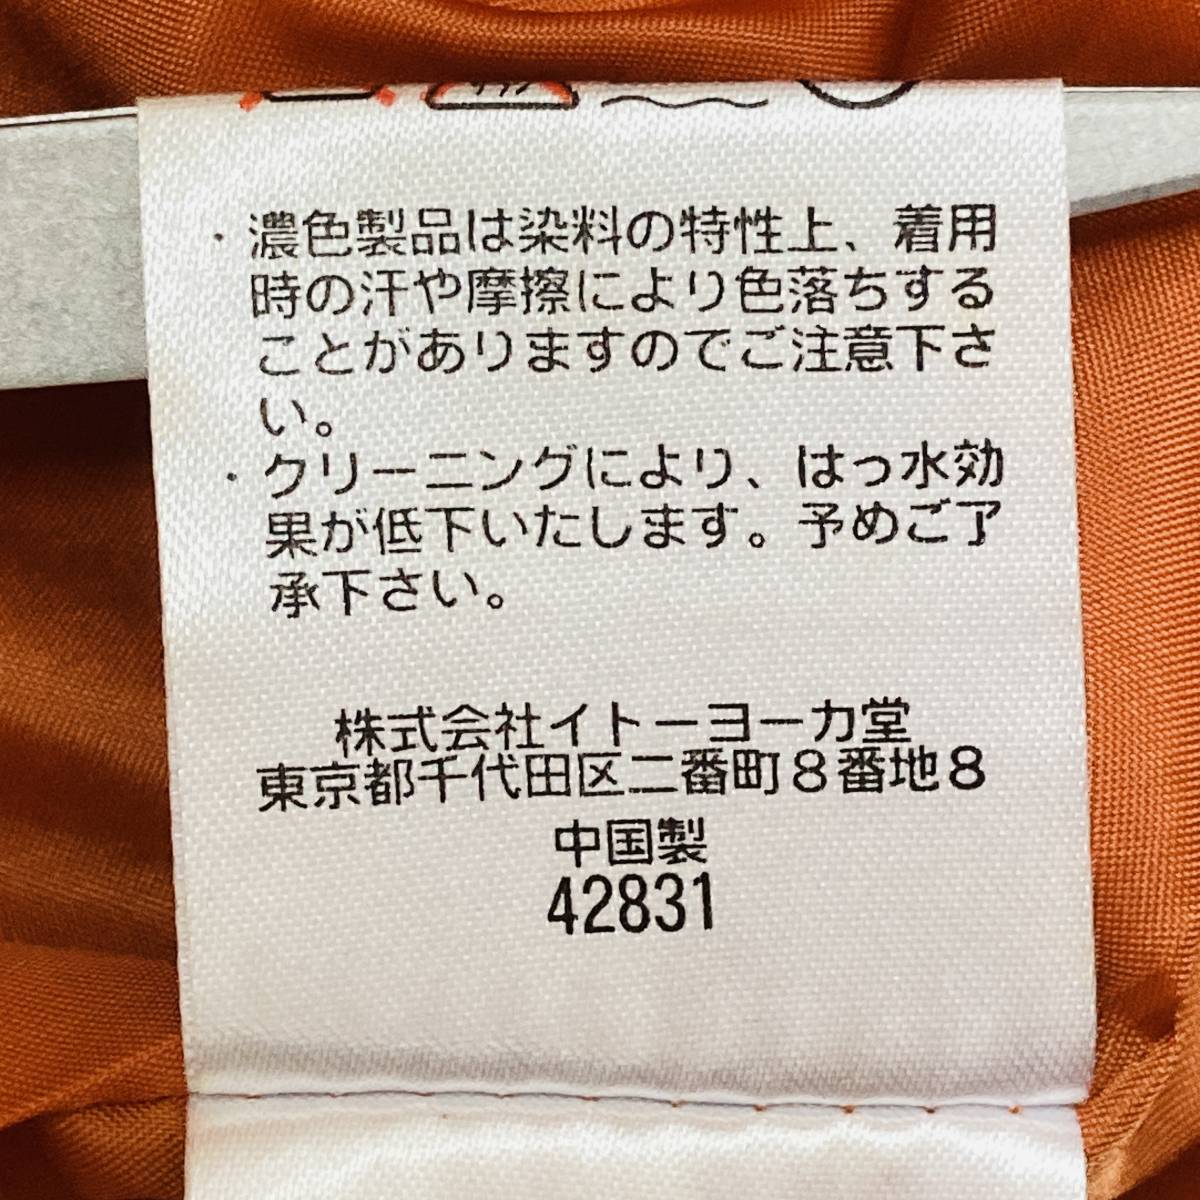 ・濃色製品は染料の特性上、着用
時の汗や摩擦により色落ちする
ことがありますのでご注意下さ
い。
・クリーニングにより、はっ水効
果が低下いたします。予めご了
承下さい。
株式会社イトーヨーカ堂
東京都千代田区二番町８番地８
中国製
42831